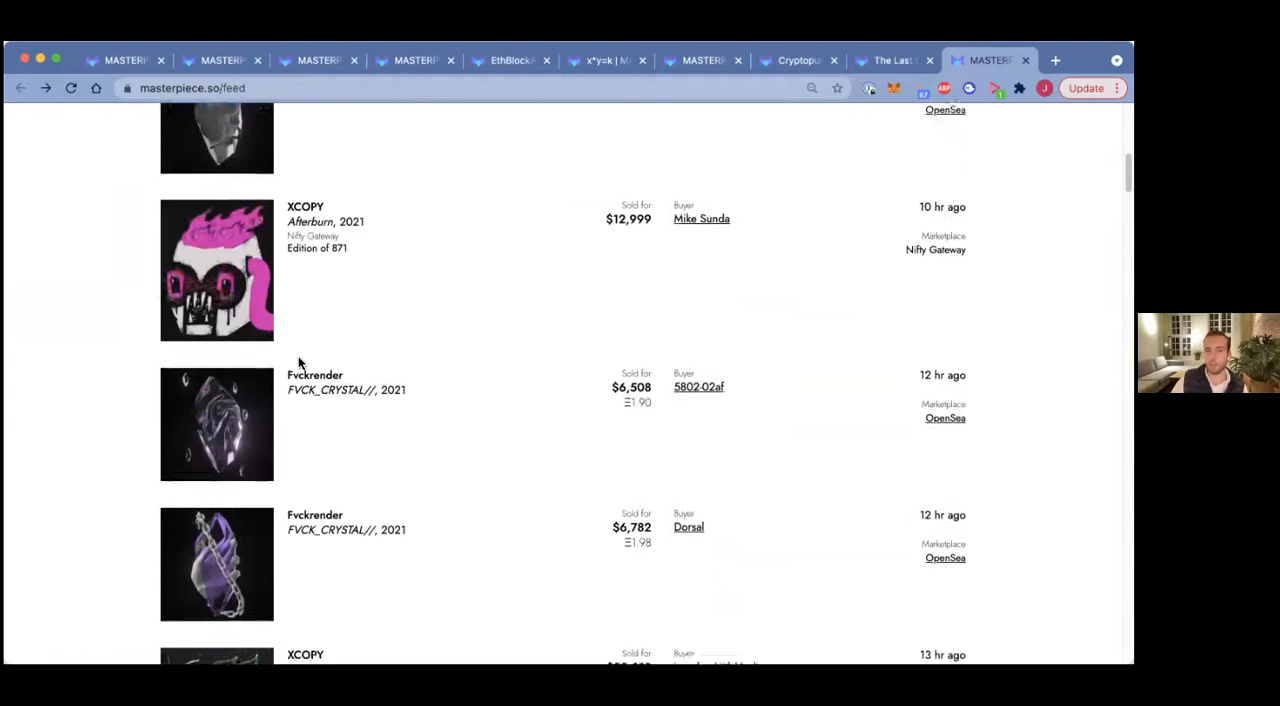 MASTERP
MASTERP
MASTERP
MASTERP
EthBlockA
x*y=k | MA
MASTERP
Cryptopu
The Last
MASTERP
masterpiece.so/feed
67
ABP
1
J
Update
OpenSea
XCOPY
Afterburn, 2021
Nifty Gateway
Edition of 871
Sold for
$12,999
Buyer
Mike Sunda
10 hr ago
Marketplace
Nifty Gateway
Fvckrender
FVCK_CRYSTAL//, 2021
Sold for
$6,508
Ξ1.90
Buyer
5802-02af
12 hr ago
Marketplace
OpenSea
Fvckrender
FVCK_CRYSTAL//, 2021
Sold for
$6,782
Ξ1.98
Buyer
Dorsal
12 hr ago
Marketplace
OpenSea
XCOPY
Sold for
Buyer
13 hr ago